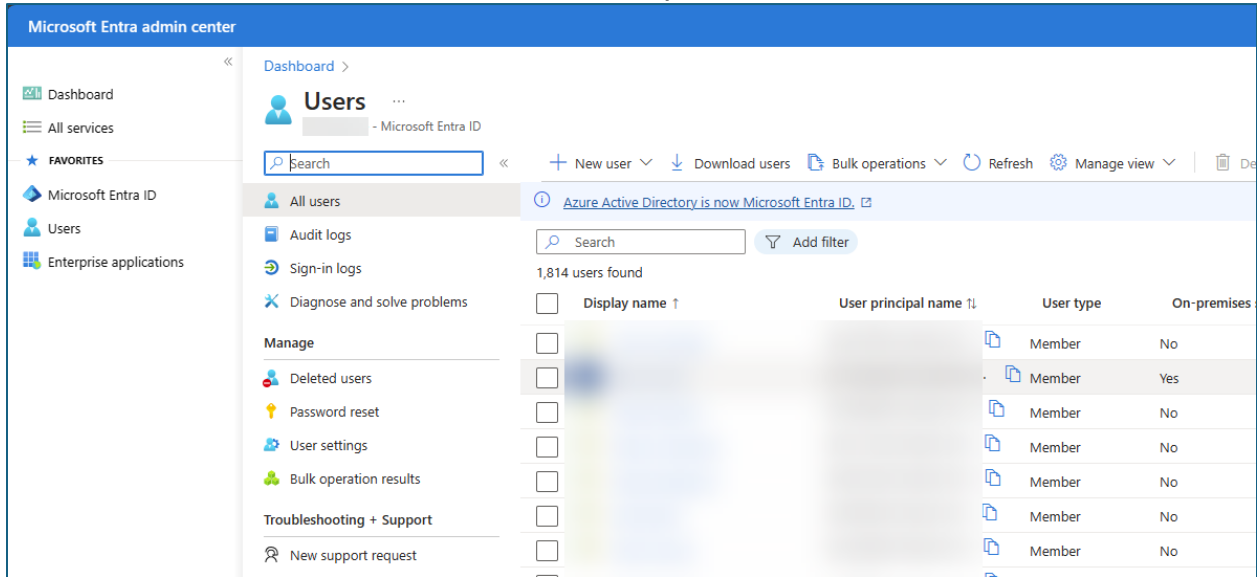 Microsoft Entra admin center
«
Dashboard
All services
FAVORITES
Microsoft Entra ID
Users
Enterprise applications
Dashboard >
Users ...
- Microsoft Entra ID
Search «
All users
Audit logs
Sign-in logs
Diagnose and solve problems
Manage
Deleted users
Password reset
User settings
Bulk operation results
Troubleshooting + Support
New support request
New user Download users Bulk operations Refresh Manage view De
Azure Active Directory is now Microsoft Entra ID.
Search Add filter
1,814 users found
Display name ↑ User principal name ↑↓ User type On-premises
Member No
Member Yes
Member No
Member No
Member No
Member No
Member No